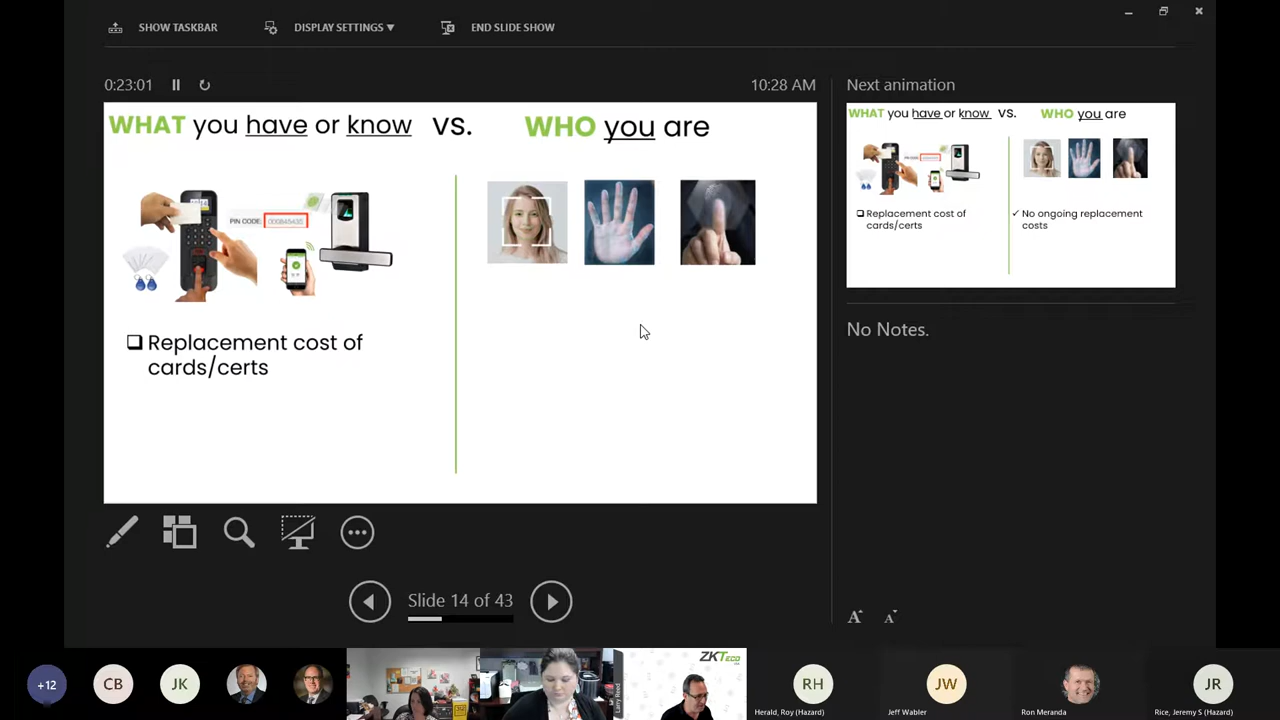 SHOW TASKBAR
DISPLAY SETTINGS
END SLIDE SHOW
0:23:01
10:28 AM
Next animation
WHAT you have or know VS. WHO you are
PIN CODE:
Replacement cost of
cards/certs
WHAT you have or know VS. WHO you are
Replacement cost of
cards/certs
No ongoing replacement
costs
No Notes.
Slide 14 of 43
A A
+12
CB
JK
Larry Reed
ZKTeco
RH
Herald, Roy (Hazard)
JW
Jeff Wabler
Ron Meranda
JR
Rice, Jeremy S (Hazard)